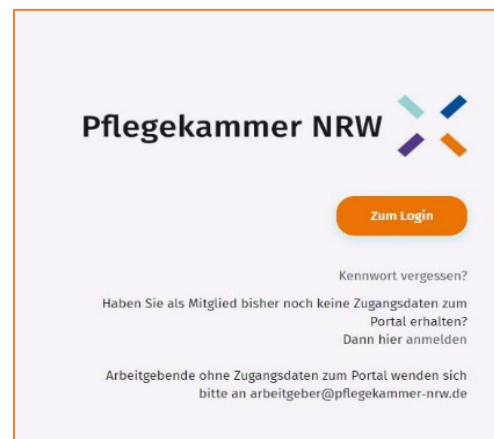 Pflegekammer NRW
Zum Login
Kennwort vergessen?
Haben Sie als Mitglied bisher noch keine Zugangsdaten zum
Portal erhalten?
Dann hier anmelden
Arbeitgebende ohne Zugangsdaten zum Portal wenden sich
bitte an arbeitgeber@pflegekammer-nrw.de